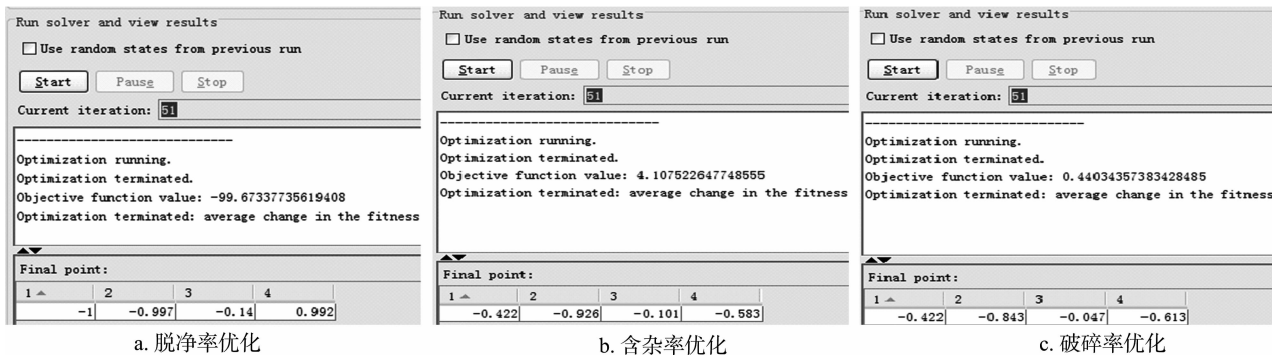 Run solver and view results
Use random states from previous run
Start Pause Stop
Current iteration: 51
------------------------------
Optimization running.
Optimization terminated.
Objective function value: -99.67337735619408
Optimization terminated: average change in the fitness
Final point:
1 2 3 4
-1 -0.997 -0.14 0.992
a. 脱净率优化
Run solver and view results
Use random states from previous run
Start Pause Stop
Current iteration: 51
------------------------------
Optimization running.
Optimization terminated.
Objective function value: 4.107522647748555
Optimization terminated: average change in the fitness
Final point:
1 2 3 4
-0.422 -0.926 -0.101 -0.583
b. 含杂率优化
Run solver and view results
Use random states from previous run
Start Pause Stop
Current iteration: 51
------------------------------
Optimization running.
Optimization terminated.
Objective function value: 0.44034357383428485
Optimization terminated: average change in the fitness
Final point:
1 2 3 4
-0.422 -0.843 -0.047 -0.613
c. 破碎率优化